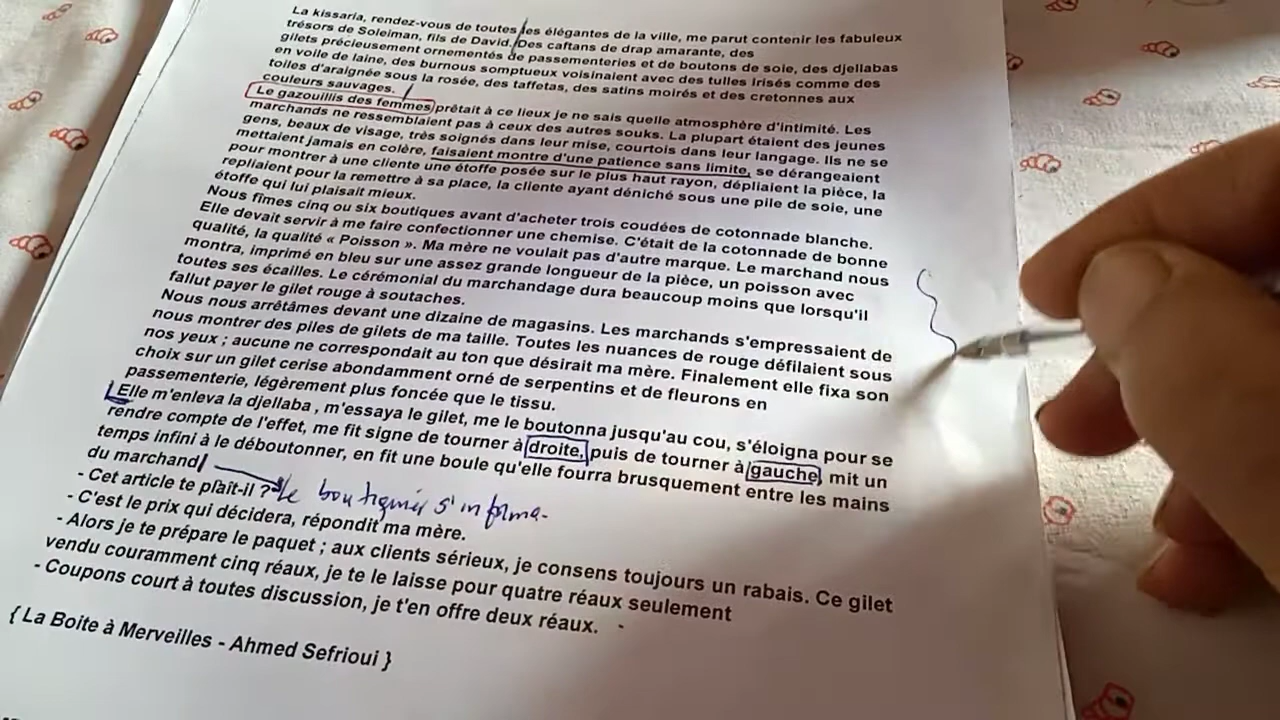 La kissaria, rendez-vous de toutes les élégantes de la ville, me parut contenir les fabuleux
trésors de Soleiman, fils de David. Des caftans de drap amarante, des
gilets précieusement ornementés de passementeries et de boutons de soie, des djellabas
en voile de laine, des burnous somptueux voisinaient avec des tulles irisés comme des
toiles d'araignée sous la rosée, des taffetas, des satins moirés et des cretonnes aux
couleurs sauvages.
Le gazouillis des femmes prêtait à ce lieux je ne sais quelle atmosphère d'intimité. Les
marchands ne ressemblaient pas à ceux des autres souks. La plupart étaient des jeunes
gens, beaux de visage, très soignés dans leur mise, courtois dans leur langage. Ils ne se
mettaient jamais en colère, faisaient montre d'une patience sans limite, se dérangeaient
pour montrer à une cliente une étoffe posée sur le plus haut rayon, dépliaient la pièce, la
repliaient pour la remettre à sa place, la cliente ayant déniché sous une pile de soie, une
étoffe qui lui plaisait mieux.
Nous fîmes cinq ou six boutiques avant d'acheter trois coudées de cotonnade blanche.
Elle devait servir à me faire confectionner une chemise. C'était de la cotonnade de bonne
qualité, la qualité « Poisson ». Ma mère ne voulait pas d'autre marque. Le marchand nous
montra, imprimé en bleu sur une assez grande longueur de la pièce, un poisson avec
toutes ses écailles. Le cérémonial du marchandage dura beaucoup moins que lorsqu'il
fallut payer le gilet rouge à soutaches.
Nous nous arrêtâmes devant une dizaine de magasins. Les marchands s'empressaient de
nous montrer des piles de gilets de ma taille. Toutes les nuances de rouge défilaient sous
nos yeux ; aucune ne correspondait au ton que désirait ma mère. Finalement elle fixa son
choix sur un gilet cerise abondamment orné de serpentins et de fleurons en
passementerie, légèrement plus foncée que le tissu.
Elle m'enleva la djellaba , m'essaya le gilet, me le boutonna jusqu'au cou, s'éloigna pour se
rendre compte de l'effet, me fit signe de tourner à droite, puis de tourner à gauche, mit un
temps infini à le déboutonner, en fit une boule qu'elle fourra brusquement entre les mains
du marchand
- Cet article te plaît-il ? le boutiquier s'informa.
- C'est le prix qui décidera, répondit ma mère.
- Alors je te prépare le paquet ; aux clients sérieux, je consens toujours un rabais. Ce gilet
vendu couramment cinq réaux, je te le laisse pour quatre réaux seulement
- Coupons court à toutes discussion, je t'en offre deux réaux. -
{ La Boite à Merveilles - Ahmed Sefrioui }